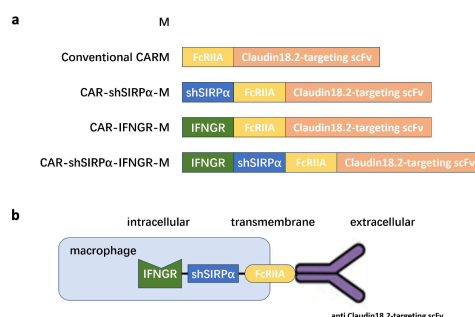 a
M
Conventional CARM FcRIIA Claudin18.2-targeting scFv
CAR-shSIRPα-M shSIRPα FcRIIA Claudin18.2-targeting scFv
CAR-IFNGR-M IFNGR FcRIIA Claudin18.2-targeting scFv
CAR-shSIRPα-IFNGR-M IFNGR shSIRPα FcRIIA Claudin18.2-targeting scFv
b
intracellular transmembrane extracellular
macrophage
IFNGR shSIRPα FcRIIA
anti Claudin18.2-targeting scFv